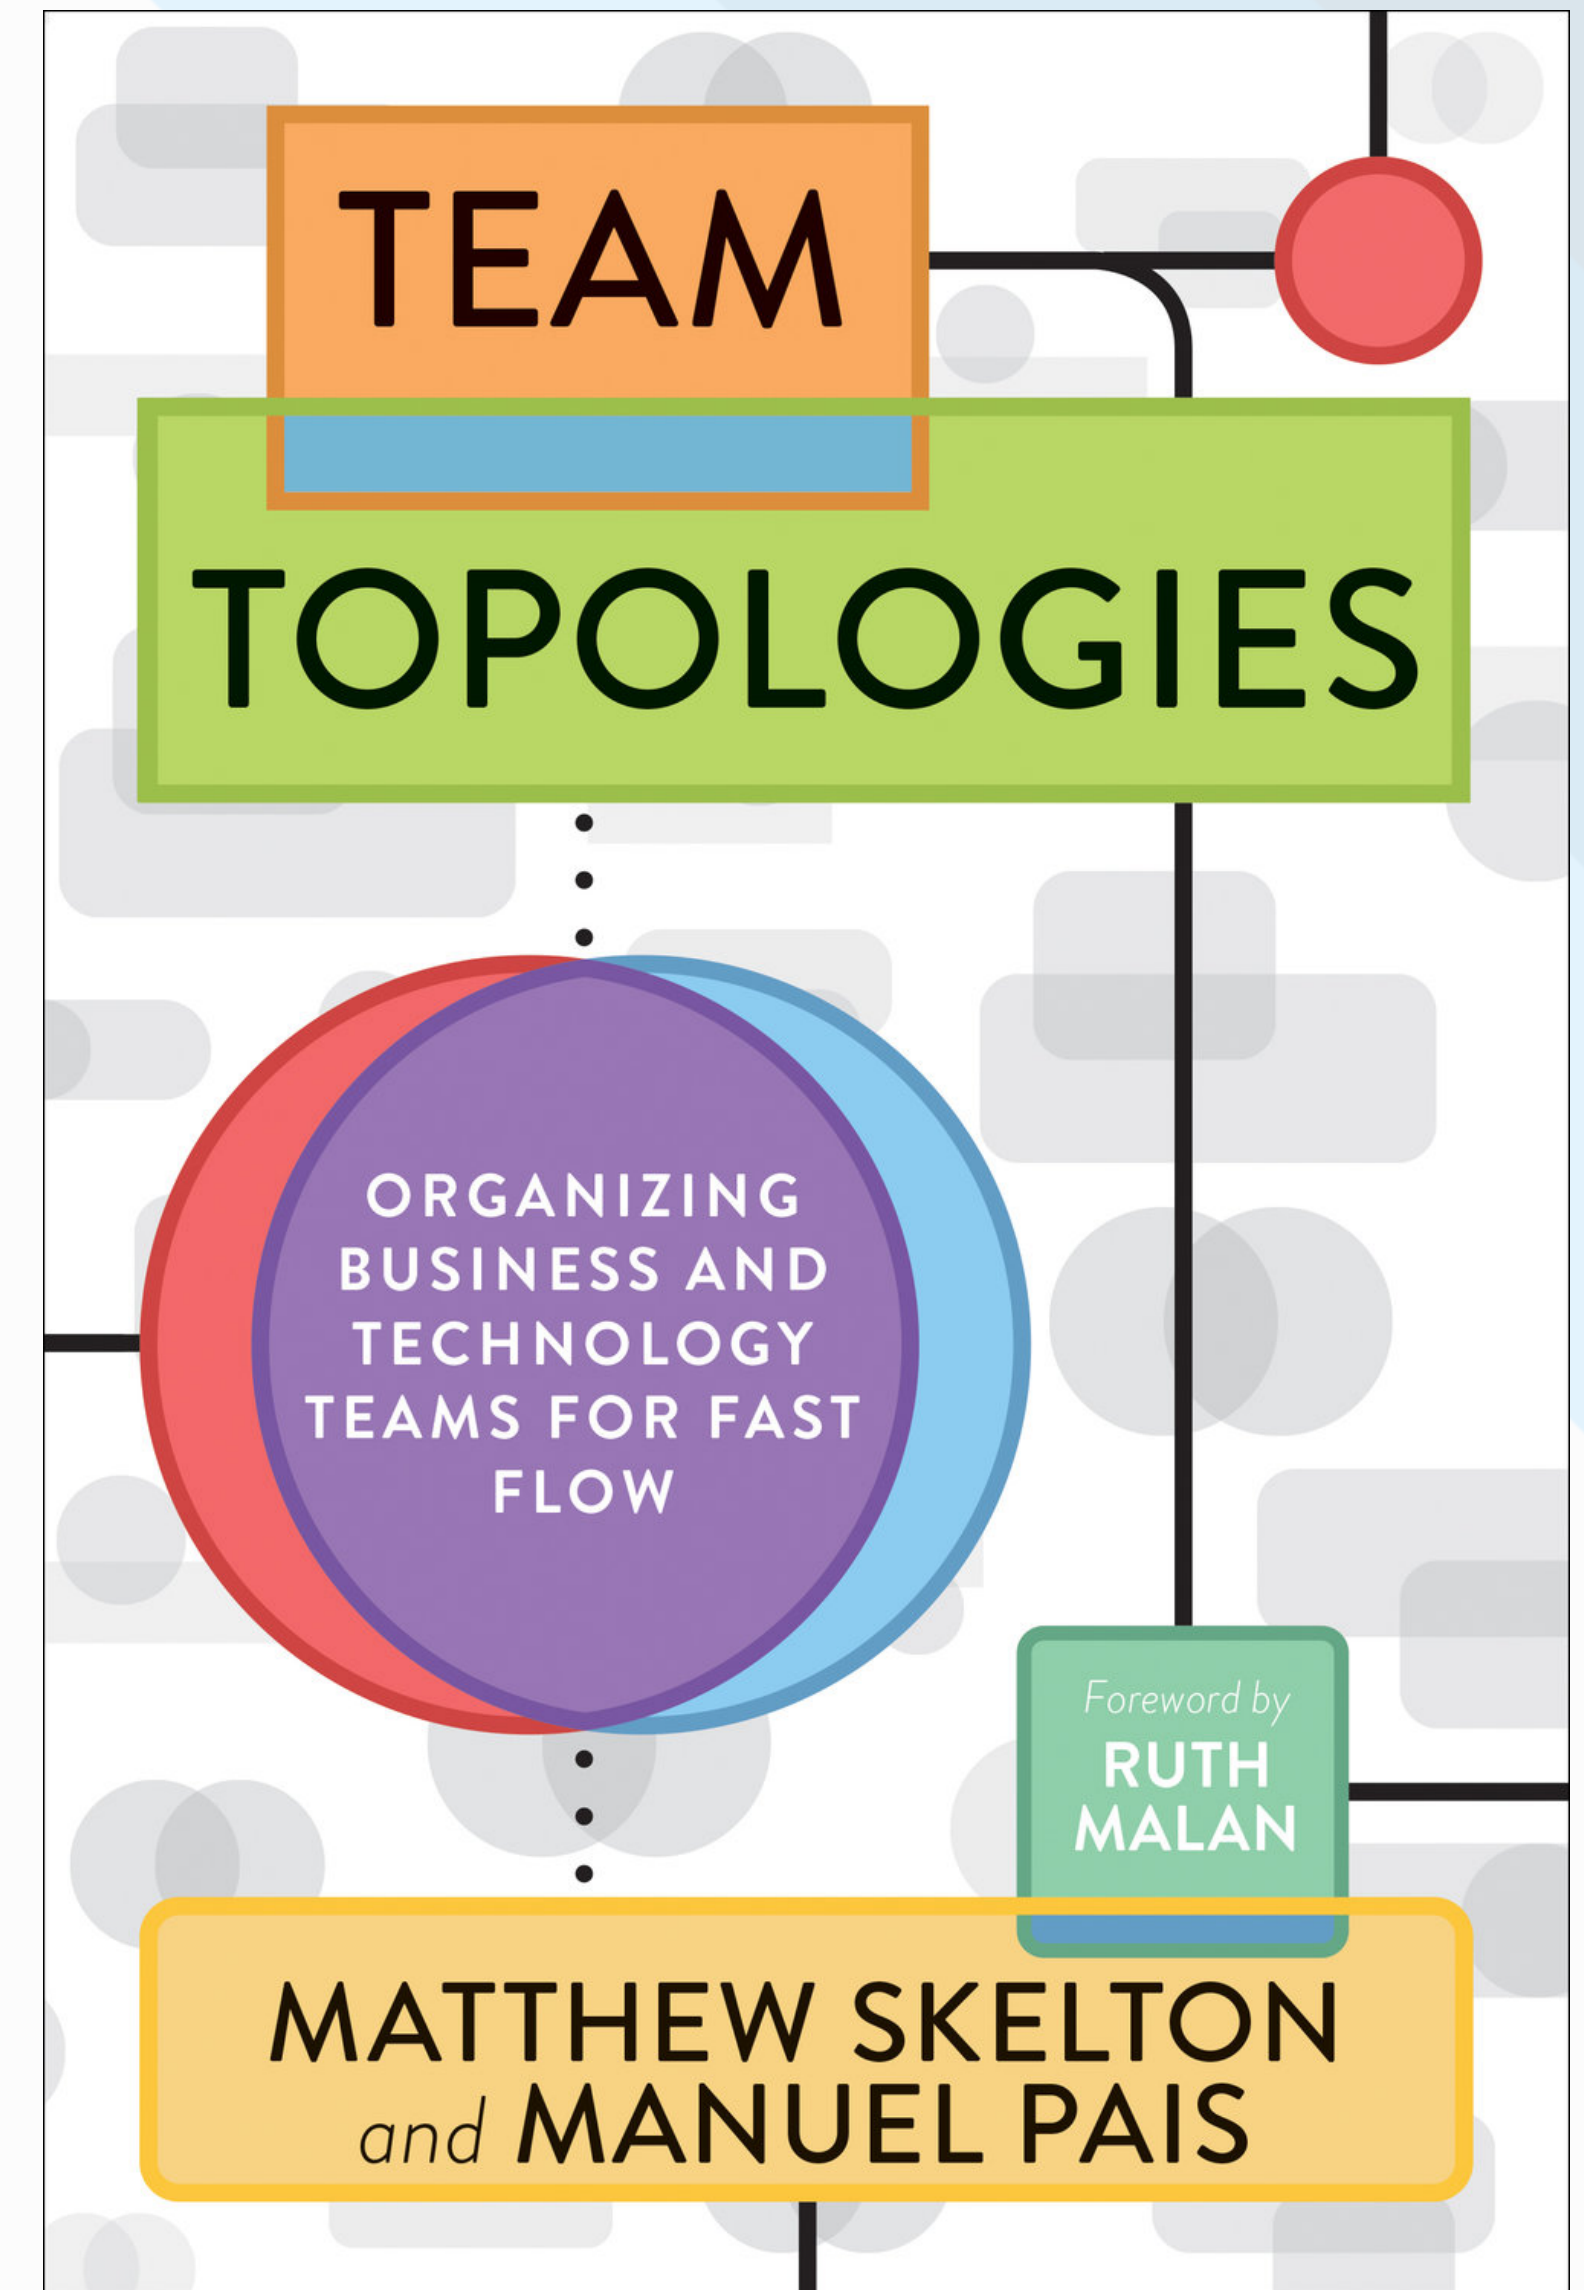 TEAM
TOPOLOGIES
ORGANIZING
BUSINESS AND
TECHNOLOGY
TEAMS FOR FAST
FLOW
Foreword by
RUTH
MALAN
MATTHEW SKELTON
and MANUEL PAIS